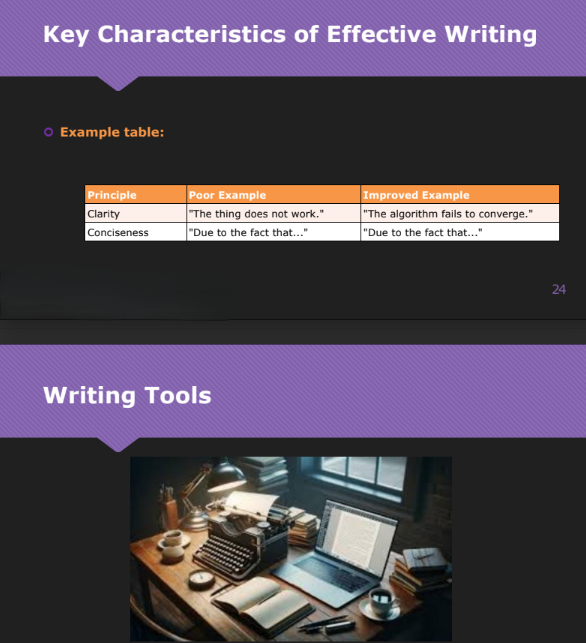 Key Characteristics of Effective Writing
Example table:
Principle Poor Example Improved Example
Clarity "The thing does not work." "The algorithm fails to converge."
Conciseness "Due to the fact that..." "Due to the fact that..."
24
Writing Tools